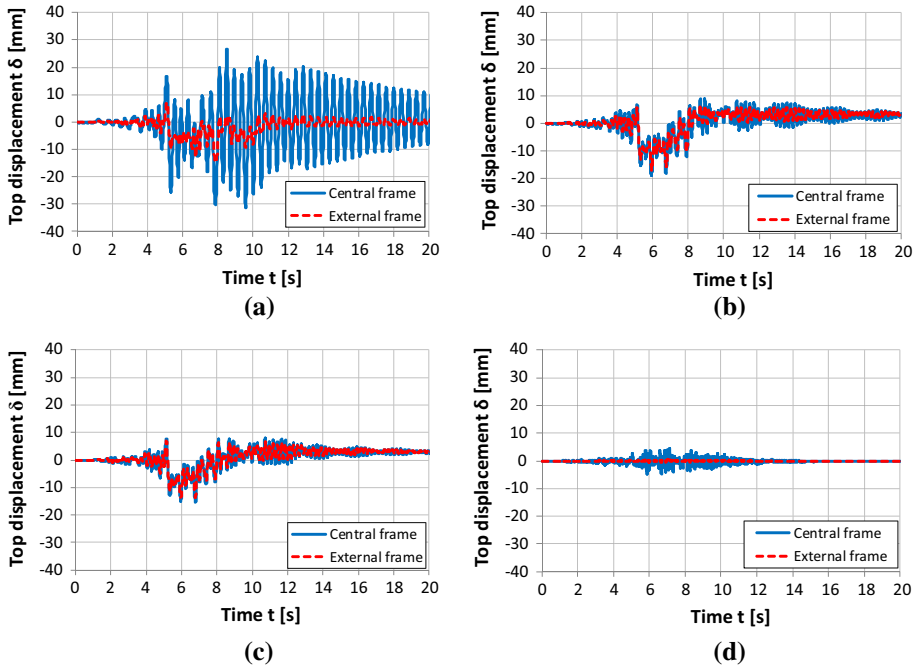 Top displacement δ [mm]
40
30
20
10
0
-10
-20
-30
-40
Central frame
External frame
0 2 4 6 8 10 12 14 16 18 20
Time t [s]
(a)
Top displacement δ [mm]
40
30
20
10
0
-10
-20
-30
-40
Central frame
External frame
0 2 4 6 8 10 12 14 16 18 20
Time t [s]
(b)
Top displacement δ [mm]
40
30
20
10
0
-10
-20
-30
-40
Central frame
External frame
0 2 4 6 8 10 12 14 16 18 20
Time t [s]
(c)
Top displacement δ [mm]
40
30
20
10
0
-10
-20
-30
-40
Central frame
External frame
0 2 4 6 8 10 12 14 16 18 20
Time t [s]
(d)